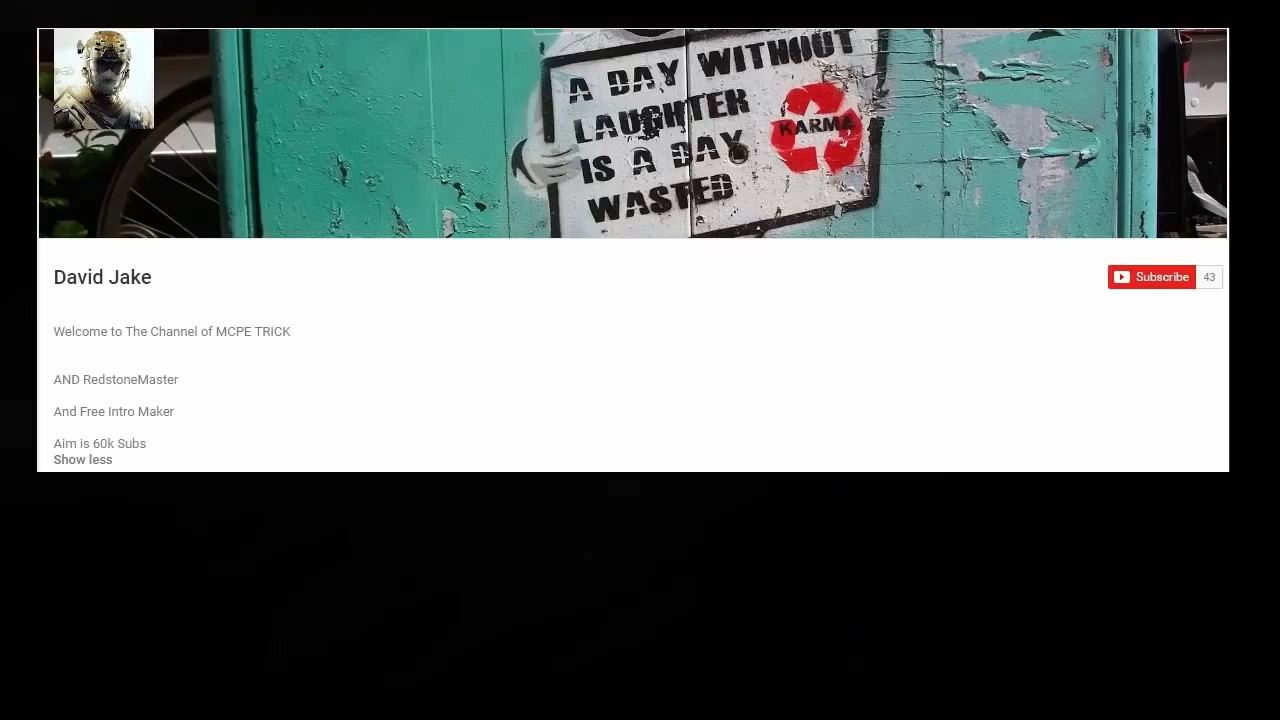 A DAY WITHOUT
LAUGHTER
IS A DAY
WASTED
KARMA
David Jake
Subscribe 43
Welcome to The Channel of MCPE TRICK
AND RedstoneMaster
And Free Intro Maker
Aim is 60k Subs
Show less